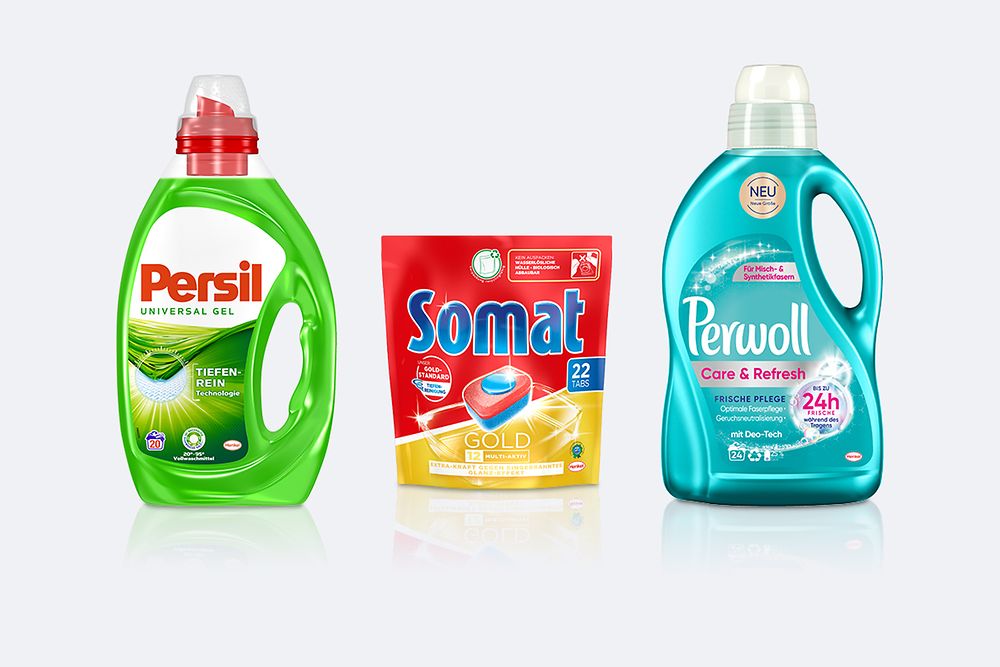 Persil
UNIVERSAL GEL
TIEFEN-
REIN
Technologie
20
20°-95°
Vollwaschmittel
Henkel
KEIN AUSPACKEN
WASSERLÖSLICHE
HÜLLE - BIOLOGISCH
ABBAUBAR
Somat
UNSER
GOLD-
STANDARD
TIEFEN-
REINIGUNG
22
TABS
GOLD
12 MULTI-AKTIV
EXTRA-KRAFT GEGEN EINGEBRANNTES
GLANZ-EFFEKT
Henkel
NEU
Neue Größe
Für Misch- &
Synthetikfasern
Perwoll
Care & Refresh
FRISCHE PFLEGE
Optimale Faserpflege
Geruchsneutralisierung
mit Deo-Tech
BIS ZU
24h
FRISCHE
während des
Tragens
24
Henkel